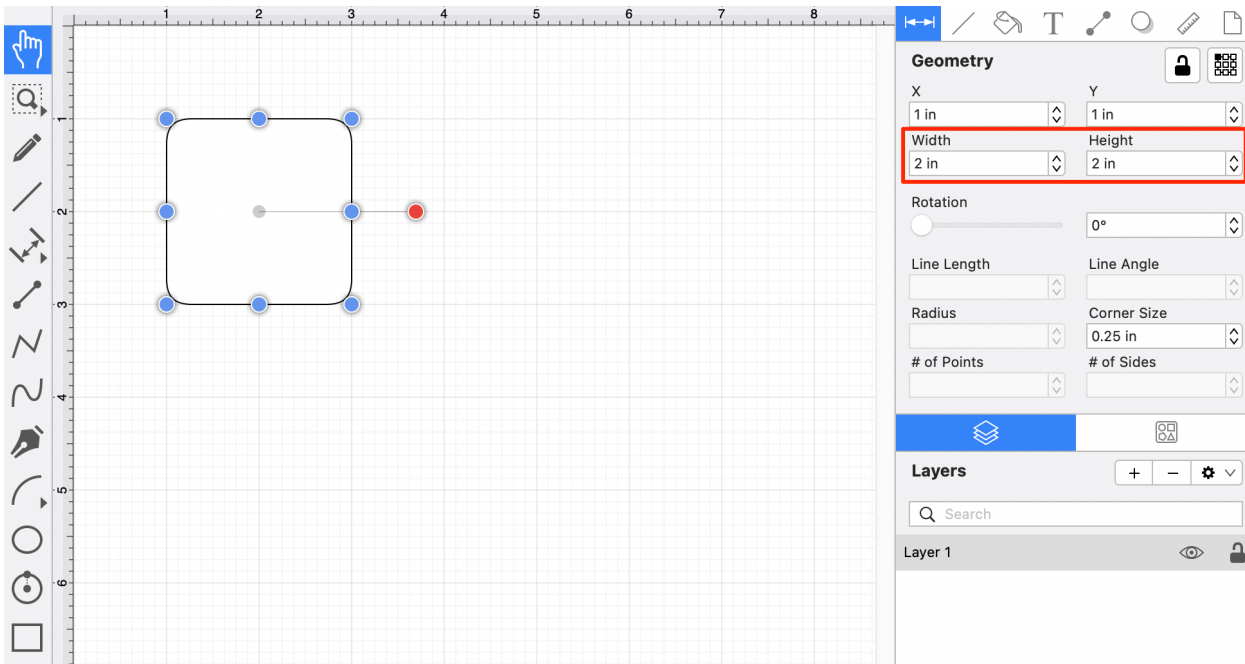 1 2 3 4 5 6 7 8
1
2
3
4
5
6
T
Geometry
X Y
1 in 1 in
Width Height
2 in 2 in
Rotation
0°
Line Length Line Angle
Radius Corner Size
0.25 in
# of Points # of Sides
Layers
Search
Layer 1